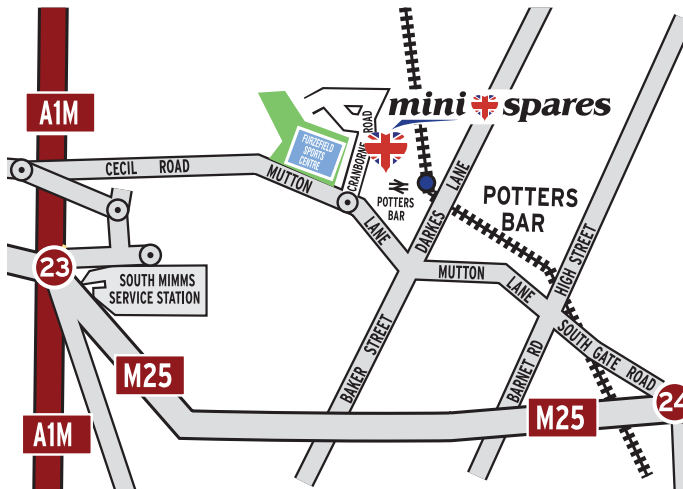 A1M
mini spares
FURZEFIELD
SPORTS
CENTRE
CRANBORNE ROAD
CECIL ROAD
MUTTON
LANE
POTTERS
BAR
DARKES LANE
POTTERS
BAR
HIGH STREET
23
SOUTH MIMMS
SERVICE STATION
MUTTON
LANE
SOUTH GATE ROAD
BAKER STREET
BARNET RD
M25
24
A1M
M25